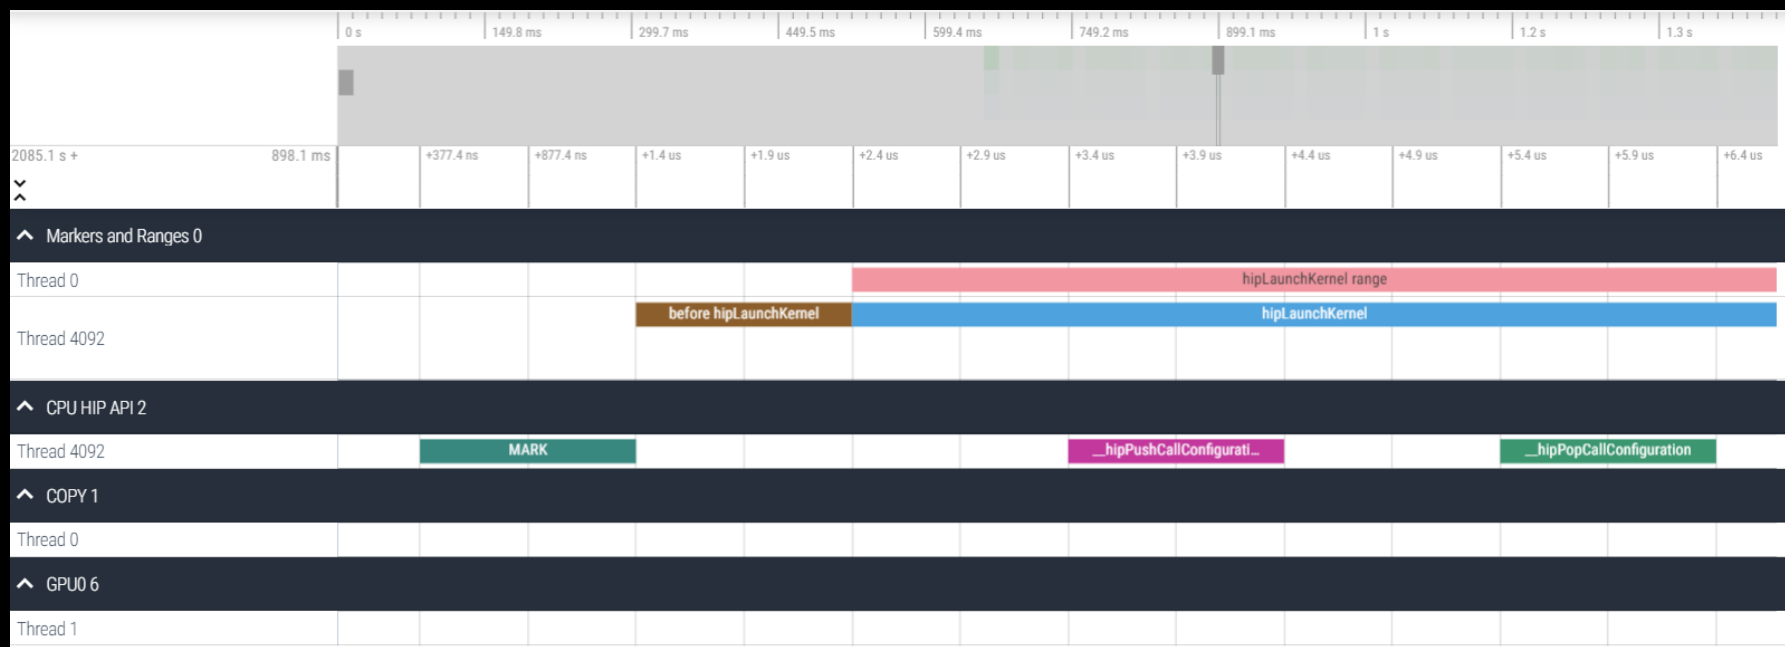 0 s 149.8 ms 299.7 ms 449.5 ms 599.4 ms 749.2 ms 899.1 ms 1 s 1.2 s 1.3 s
2085.1 s + 898.1 ms +377.4 ns +877.4 ns +1.4 us +1.9 us +2.4 us +2.9 us +3.4 us +3.9 us +4.4 us +4.9 us +5.4 us +5.9 us +6.4 us
Markers and Ranges 0
Thread 0 hipLaunchKernel range
before hipLaunchKernel hipLaunchKernel
Thread 4092
CPU HIP API 2
Thread 4092 MARK __hipPushCallConfigurati... __hipPopCallConfiguration
COPY 1
Thread 0
GPU0 6
Thread 1